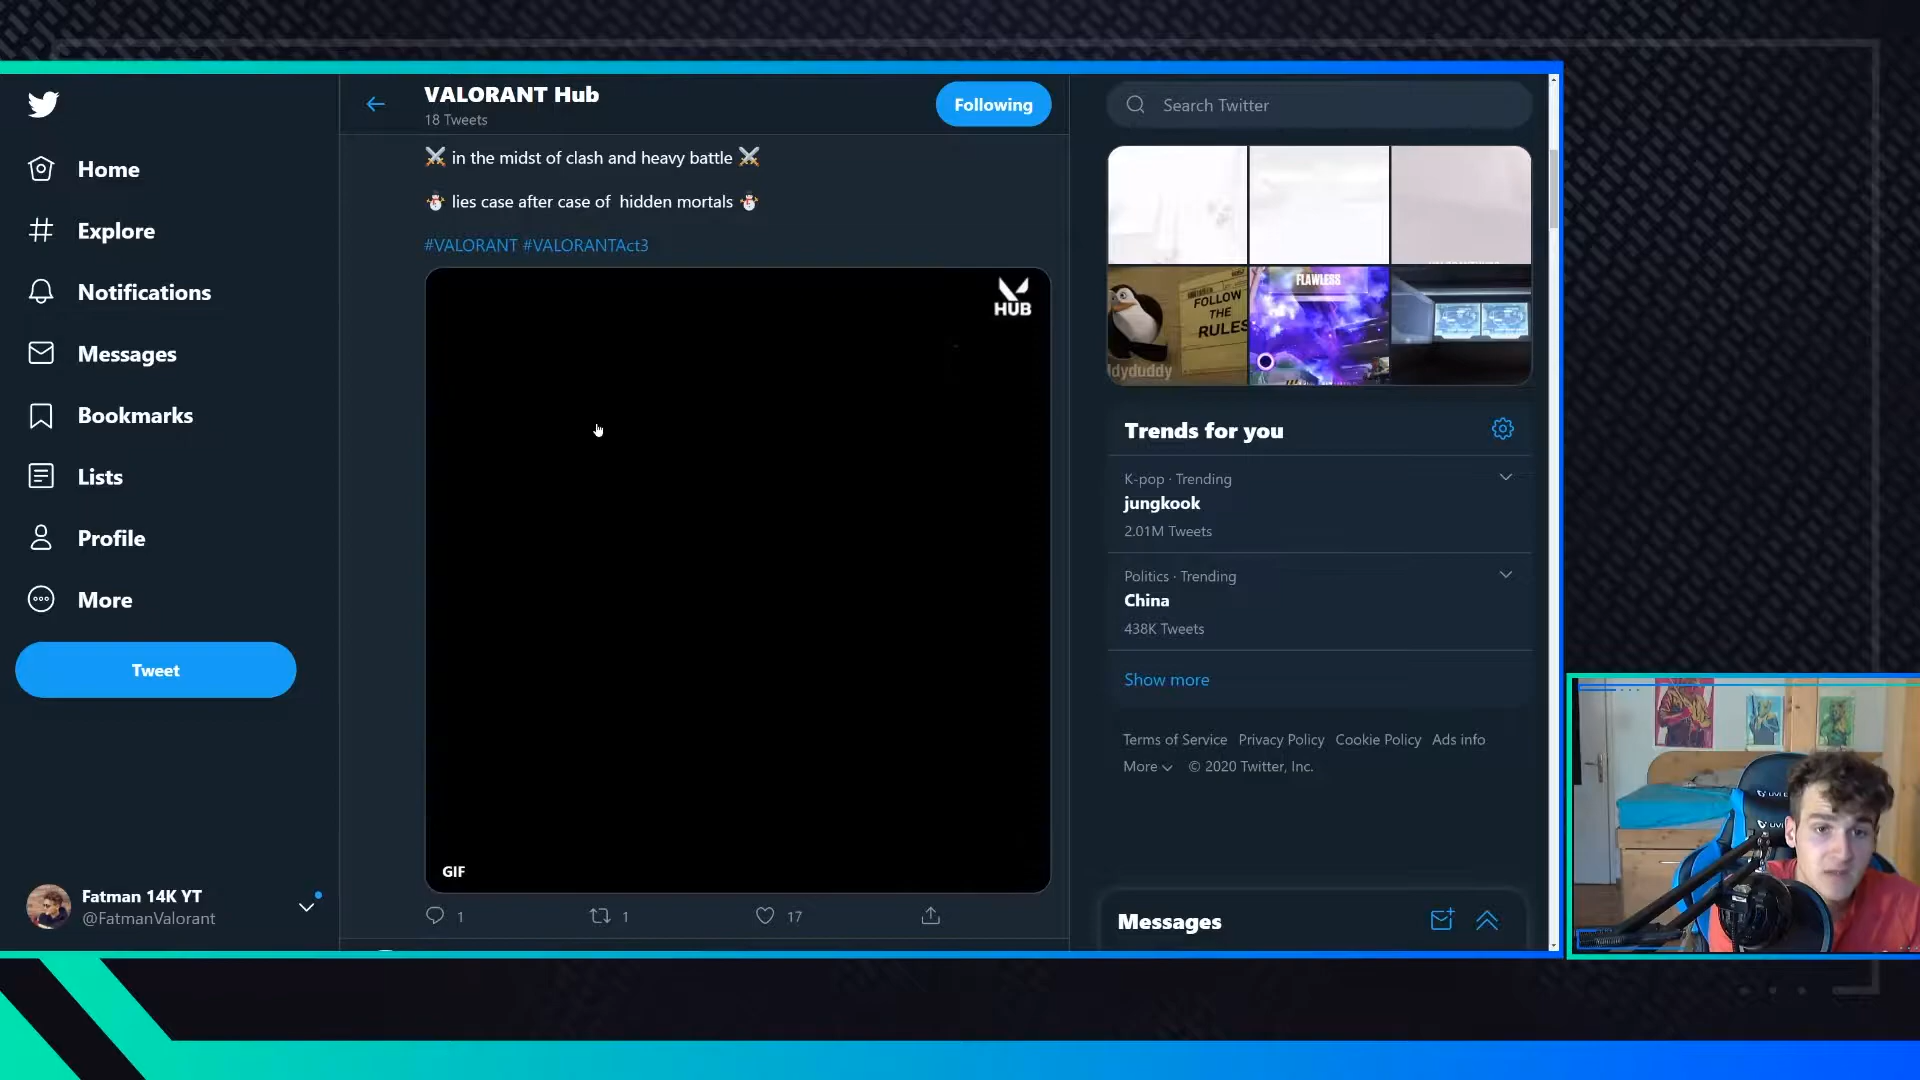 VALORANT Hub
18 Tweets
Following
Search Twitter
Home
Explore
Notifications
Messages
Bookmarks
Lists
Profile
More
Tweet
Fatman 14K YT
@FatmanValorant
in the midst of clash and heavy battle
lies case after case of hidden mortals
#VALORANT #VALORANTAct3
HUB
GIF
1
1
17
FOLLOW
THE
RULES
ldyduddy
FLAWLESS
Trends for you
K-pop · Trending
jungkook
2.01M Tweets
Politics · Trending
China
438K Tweets
Show more
Terms of Service Privacy Policy Cookie Policy Ads info
More © 2020 Twitter, Inc.
Messages